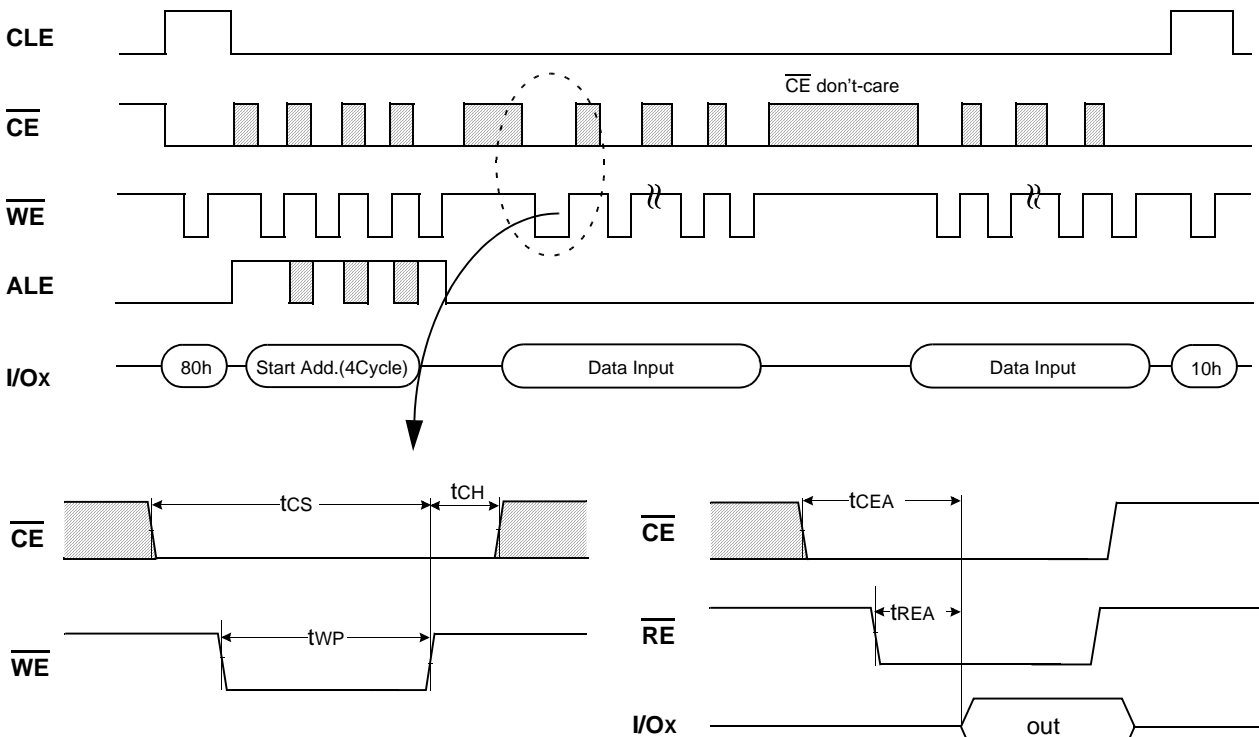 CLE
CE don't-care
CE
WE
ALE
I/Ox 80h Start Add.(4Cycle) Data Input Data Input 10h
tCS tCH
CE
tWP
WE
tCEA
CE
tREA
RE
I/Ox out